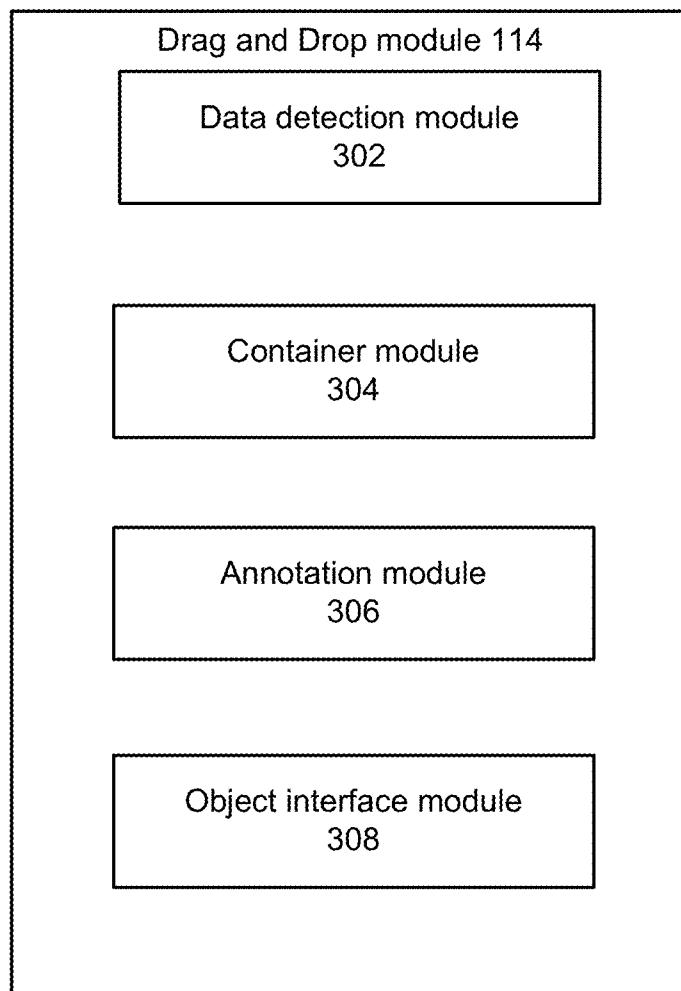 Drag and Drop module 114
Data detection module
302
Container module
304
Annotation module
306
Object interface module
308